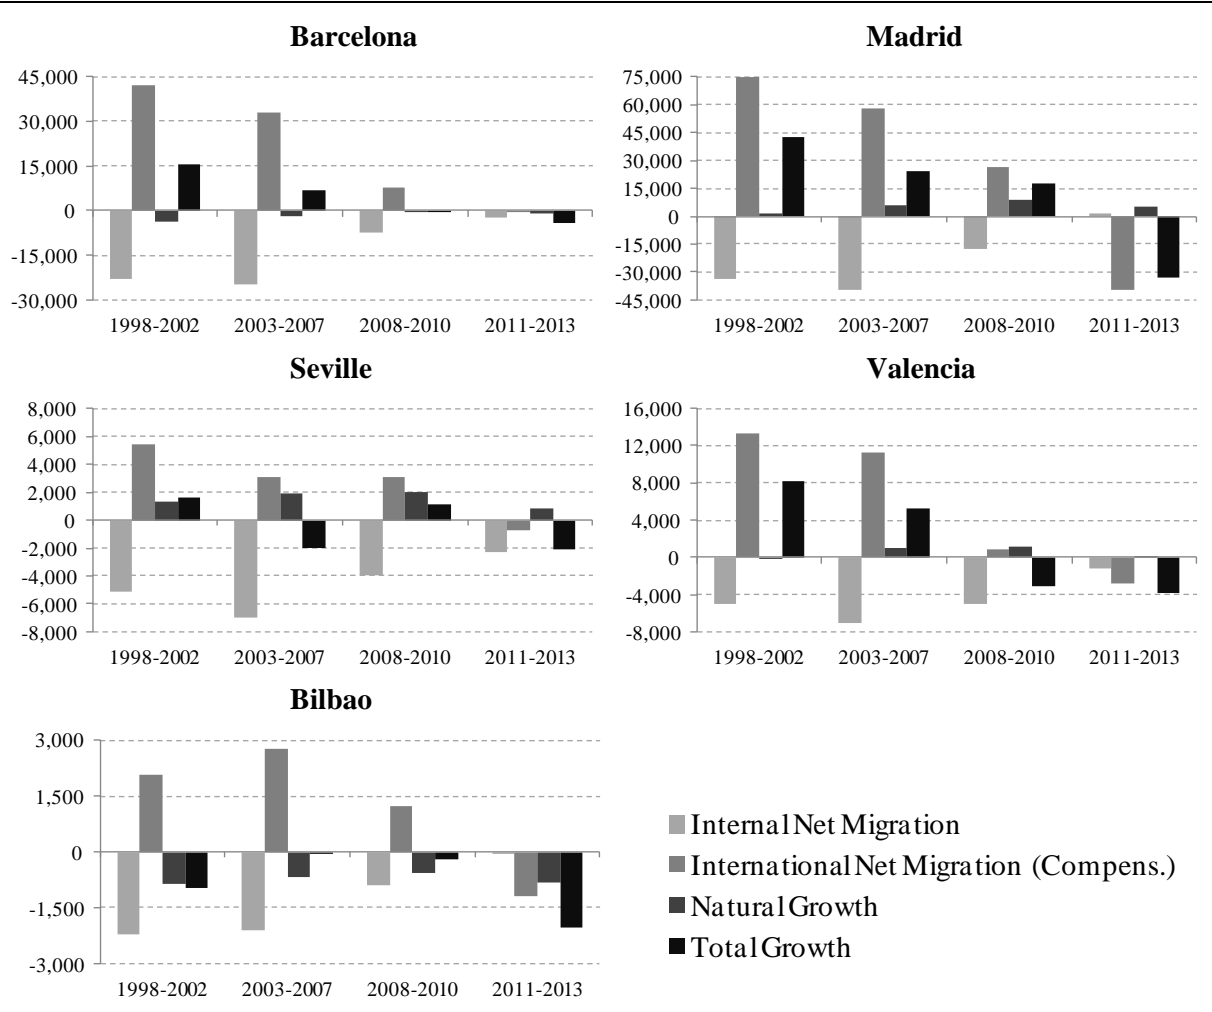 Barcelona
45,000
30,000
15,000
0
-15,000
-30,000
1998-2002 2003-2007 2008-2010 2011-2013
Madrid
75,000
60,000
45,000
30,000
15,000
0
-15,000
-30,000
-45,000
1998-2002 2003-2007 2008-2010 2011-2013
Seville
8,000
6,000
4,000
2,000
0
-2,000
-4,000
-6,000
-8,000
1998-2002 2003-2007 2008-2010 2011-2013
Valencia
16,000
12,000
8,000
4,000
0
-4,000
-8,000
1998-2002 2003-2007 2008-2010 2011-2013
Bilbao
3,000
1,500
0
-1,500
-3,000
1998-2002 2003-2007 2008-2010 2011-2013
Internal Net Migration
International Net Migration (Compens.)
Natural Growth
Total Growth